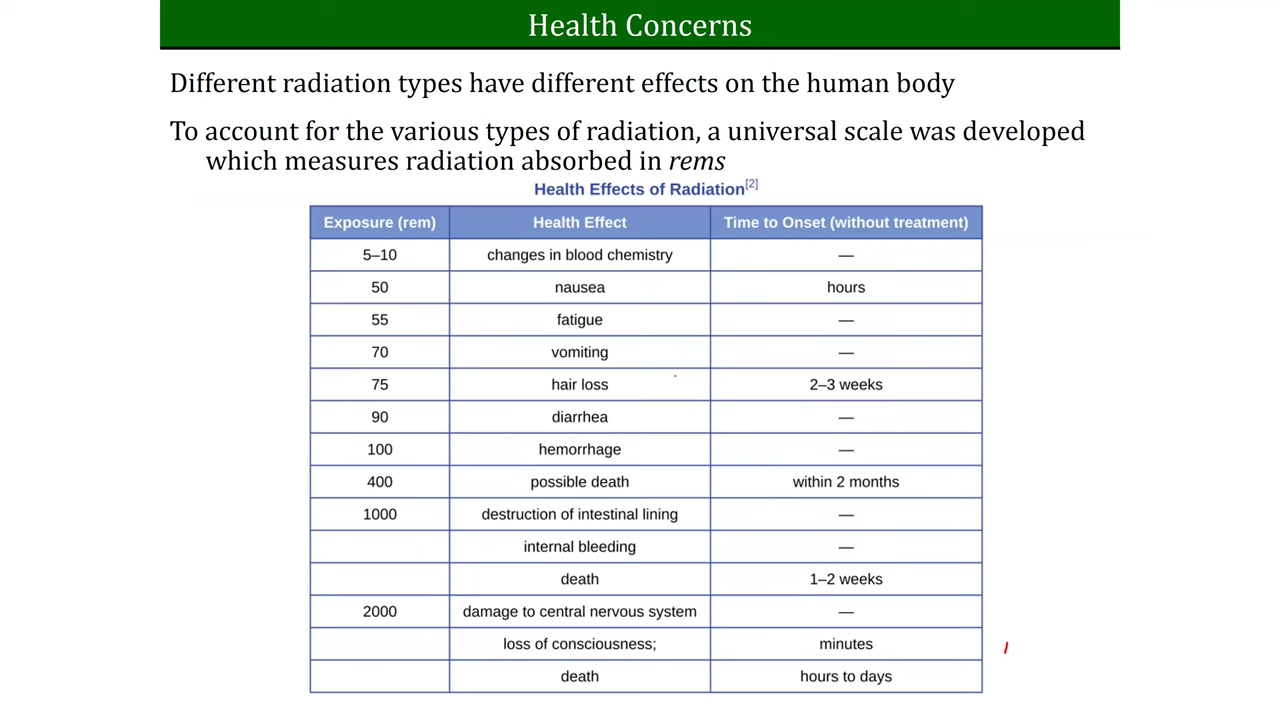 Health Concerns
Different radiation types have different effects on the human body
To account for the various types of radiation, a universal scale was developed
which measures radiation absorbed in rems
Health Effects of Radiation[2]
Exposure (rem) Health Effect Time to Onset (without treatment)
5–10 changes in blood chemistry —
50 nausea hours
55 fatigue —
70 vomiting —
75 hair loss 2–3 weeks
90 diarrhea —
100 hemorrhage —
400 possible death within 2 months
1000 destruction of intestinal lining —
internal bleeding —
death 1–2 weeks
2000 damage to central nervous system —
loss of consciousness; minutes
death hours to days